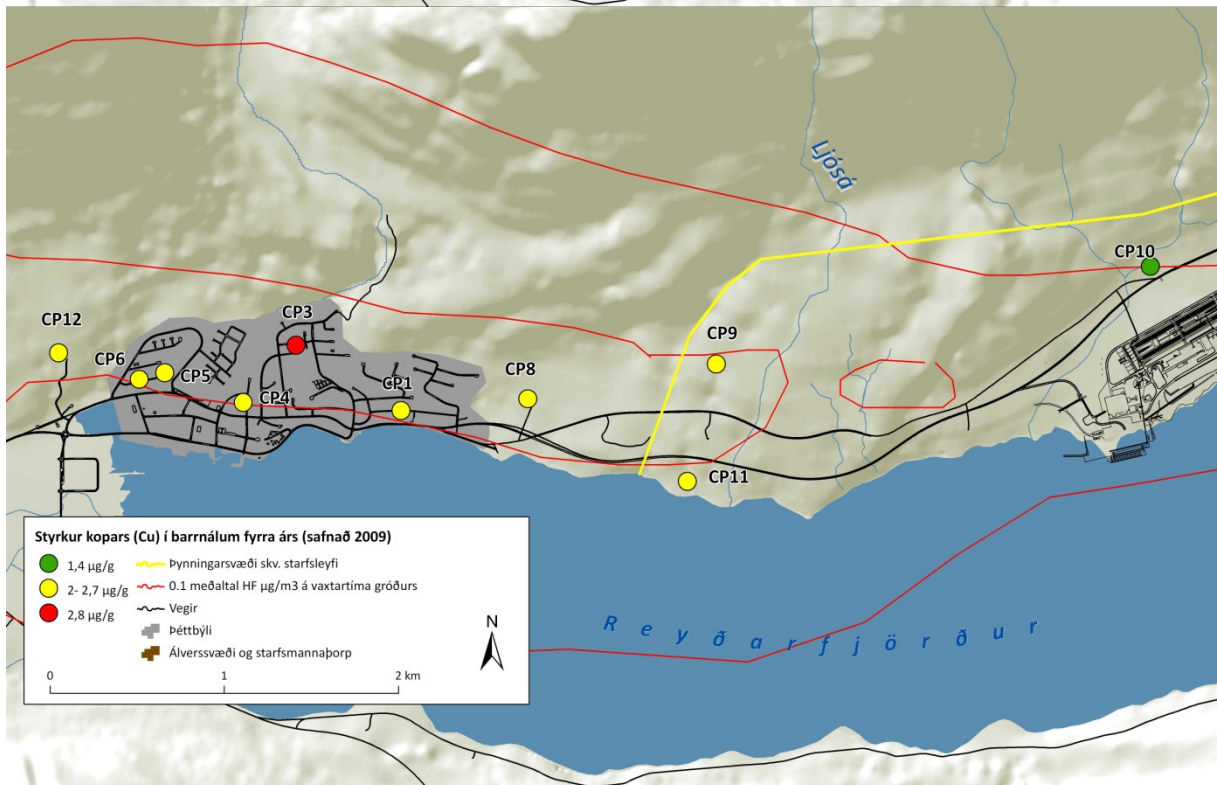 Ljósá
CP10
CP3
CP12
CP9
CP6
CP5
CP8
CP1
CP4
CP11
Styrkur kopars (Cu) í barrnálum fyrra árs (safnað 2009)
1,4 µg/g
2- 2,7 µg/g
2,8 µg/g
Þynningarsvæði skv. starfsleyfi
0.1 meðaltal HF µg/m3 á vaxtartíma gróðurs
Vegir
Þéttbýli
Álverssvæði og starfsmannaþorp
N
0 1 2 km
Reyðarfjörður